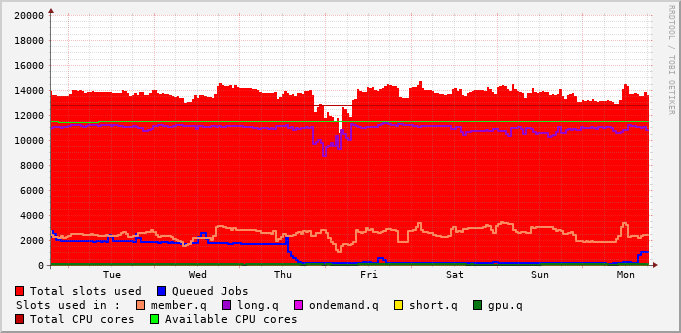 20000
18000
16000
14000
12000
10000
8000
6000
4000
2000
0
Tue Wed Thu Fri Sat Sun Mon
Total slots used Queued Jobs
Slots used in : member.q long.q ondemand.q short.q gpu.q
Total CPU cores Available CPU cores
RRDTOOL / TOBI OETIKER